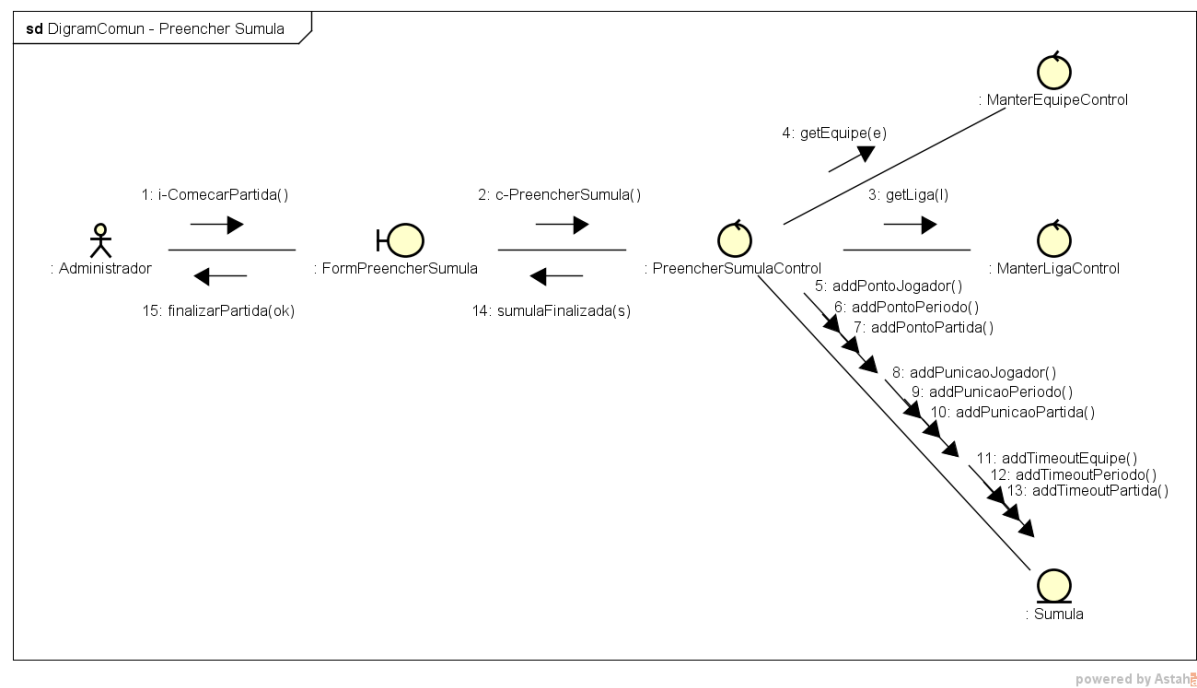 sd DigramComun - Preencher Sumula
: ManterEquipeControl
4: getEquipe(e)
1: i-ComecarPartida()
2: c-PreencherSumula()
3: getLiga(l)
: Administrador
: FormPreencherSumula
: PreencherSumulaControl
: ManterLigaControl
15: finalizarPartida(ok)
14: sumulaFinalizada(s)
5: addPontoJogador()
6: addPontoPeriodo()
7: addPontoPartida()
8: addPunicaoJogador()
9: addPunicaoPeriodo()
10: addPunicaoPartida()
11: addTimeoutEquipe()
12: addTimeoutPeriodo()
13: addTimeoutPartida()
: Sumula
powered by Astah